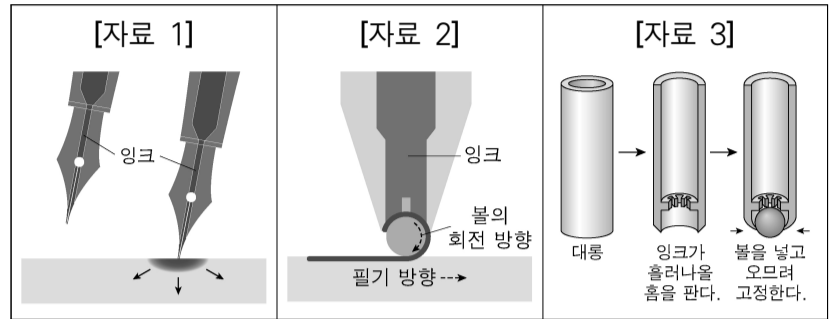 [자료 1]
잉크
[자료 2]
잉크
볼의
회전 방향
필기 방향
[자료 3]
대롱
잉크가
흘러나올
홈을 판다.
볼을 넣고
오므려
고정한다.